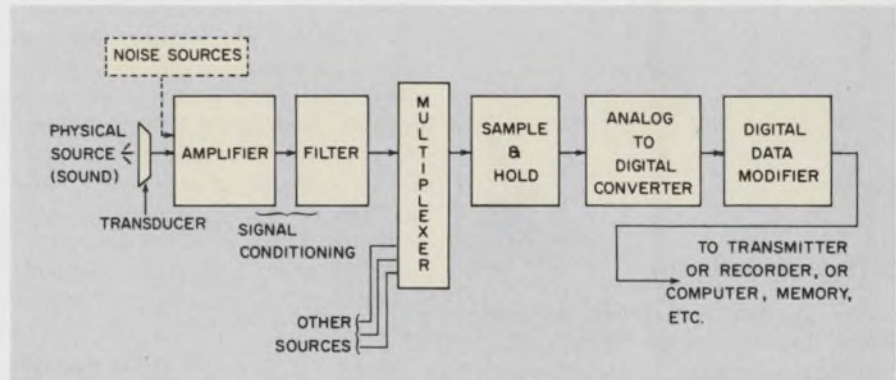 NOISE SOURCES
PHYSICAL
SOURCE
(SOUND)
TRANSDUCER
AMPLIFIER
FILTER
SIGNAL
CONDITIONING
MULTIPLEXER
OTHER
SOURCES
SAMPLE
&
HOLD
ANALOG
TO
DIGITAL
CONVERTER
DIGITAL
DATA
MODIFIER
TO TRANSMITTER
OR RECORDER, OR
COMPUTER, MEMORY,
ETC.